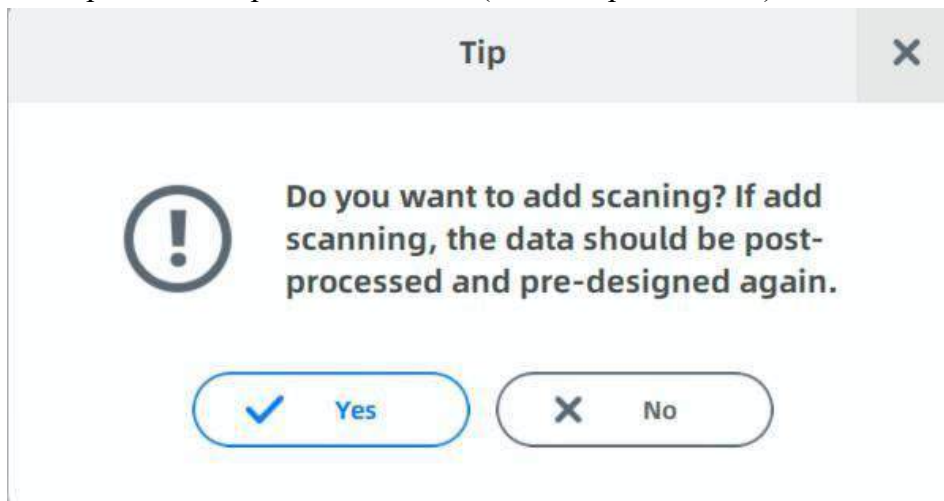 Tip
Do you want to add scaning? If add
scanning, the data should be post-
processed and pre-designed again.
Yes
No